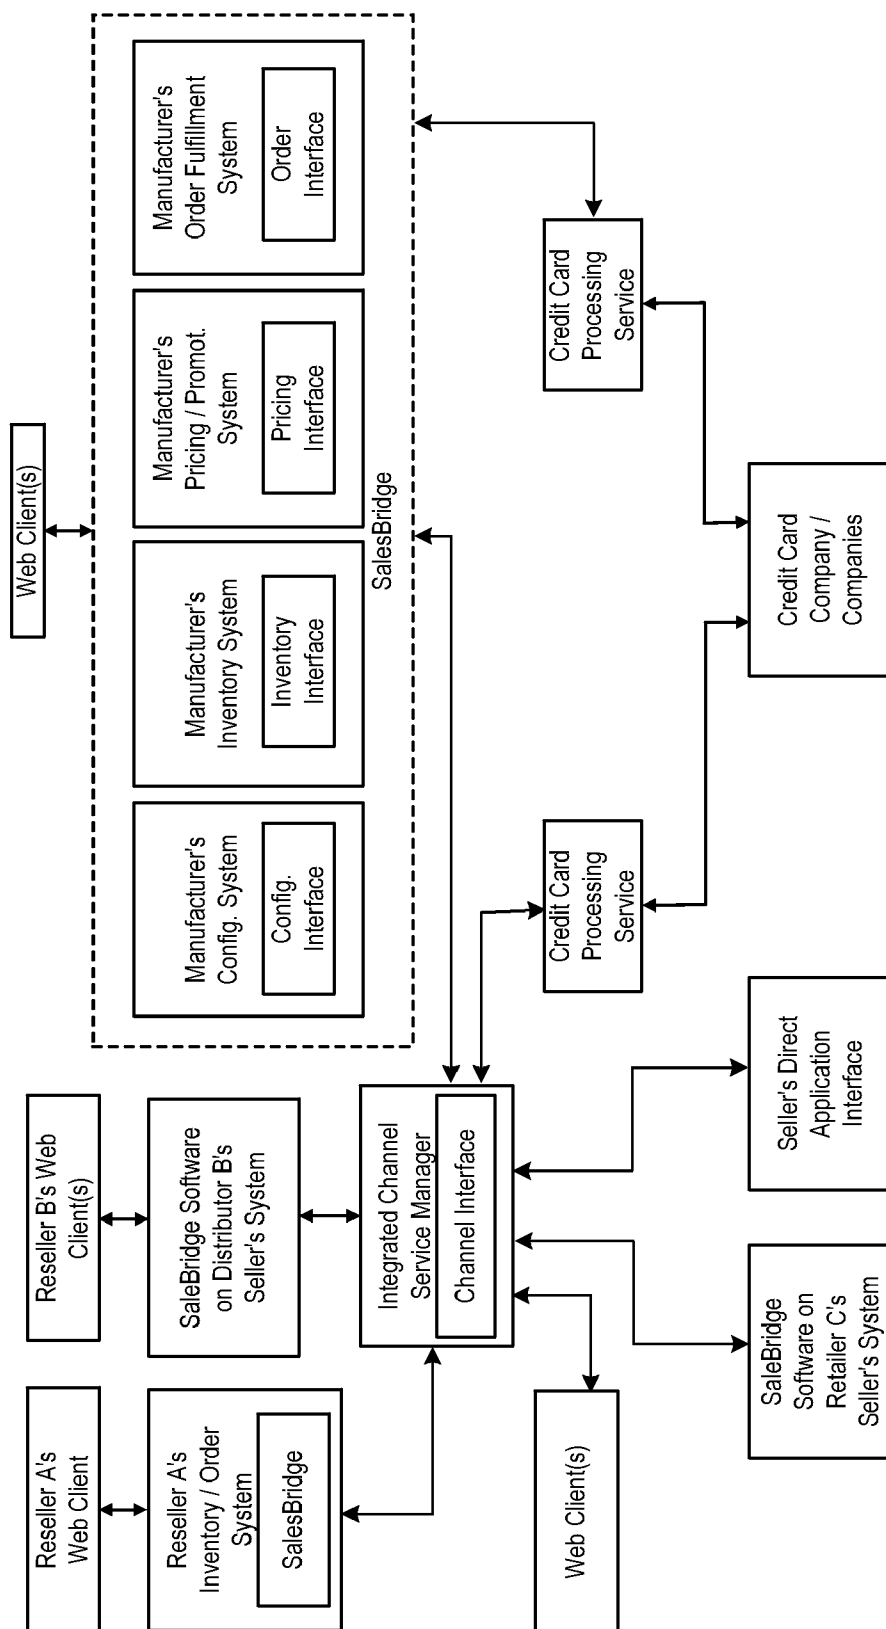 Reseller A's
Web Client
Reseller B's Web
Client(s)
Web Client(s)
Reseller A's
Inventory / Order
System
SalesBridge
SaleBridge Software
on Distributor B's
Seller's System
Manufacturer's
Config. System
Config.
Interface
Manufacturer's
Inventory System
Inventory
Interface
Manufacturer's
Pricing / Promot.
System
Pricing
Interface
Manufacturer's
Order Fulfillment
System
Order
Interface
SalesBridge
Integrated Channel
Service Manager
Channel Interface
Web Client(s)
Credit Card
Processing
Service
Credit Card
Processing
Service
SaleBridge
Software on
Retailer C's
Seller's System
Seller's Direct
Application
Interface
Credit Card
Company /
Companies